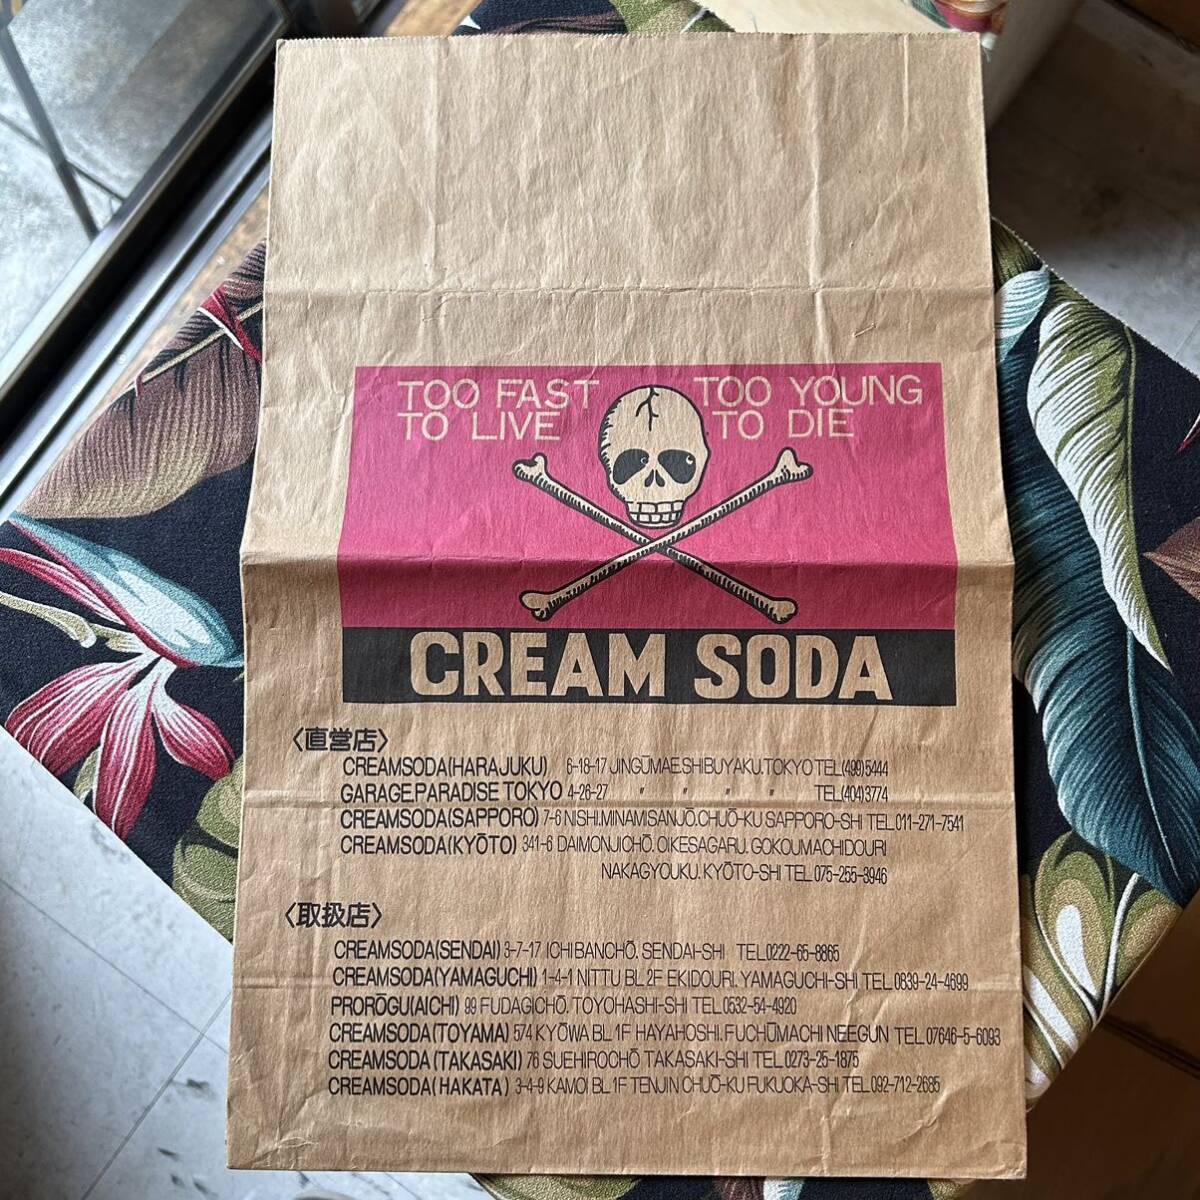 TOO FAST TOO YOUNG
TO LIVE TO DIE
CREAM SODA
〈直営店〉
CREAMSODA(HARAJUKU) 6-18-17 JINGŪMAE.SHIBUYAKU.TOKYO TEL(499)5444
GARAGE.PARADISE TOKYO 4-26-27 〃 〃 〃 〃 TEL(404)3774
CREAMSODA(SAPPORO) 7-6 NISHI.MINAMISANJŌ.CHUŌ-KU SAPPORO-SHI TEL 011-271-7541
CREAMSODA(KYŌTO) 341-6 DAIMONJICHŌ. OIKESAGARU. GOKOUMACHIDOURI
NAKAGYOUKU. KYŌTO-SHI TEL 075-255-3946
〈取扱店〉
CREAMSODA(SENDAI) 3-7-17 ICHIBANCHŌ. SENDAI-SHI TEL 0222-65-8865
CREAMSODA(YAMAGUCHI) 1-4-1 NITTU BL 2F EKIDOURI. YAMAGUCHI-SHI TEL 0839-24-4699
PRORŌGU(AICHI) 99 FUDAGICHŌ. TOYOHASHI-SHI TEL 0532-54-4920
CREAMSODA(TOYAMA) 574 KYŌWA BL 1F HAYAHOSHI. FUCHŪMACHI NEEGUN TEL 07646-5-6093
CREAMSODA(TAKASAKI) 76 SUEHIROCHŌ TAKASAKI-SHI TEL 0273-25-1875
CREAMSODA(HAKATA) 3-4-9 KAMOI BL 1F TENJIN CHUŌ-KU FUKUOKA-SHI TEL 092-712-2685